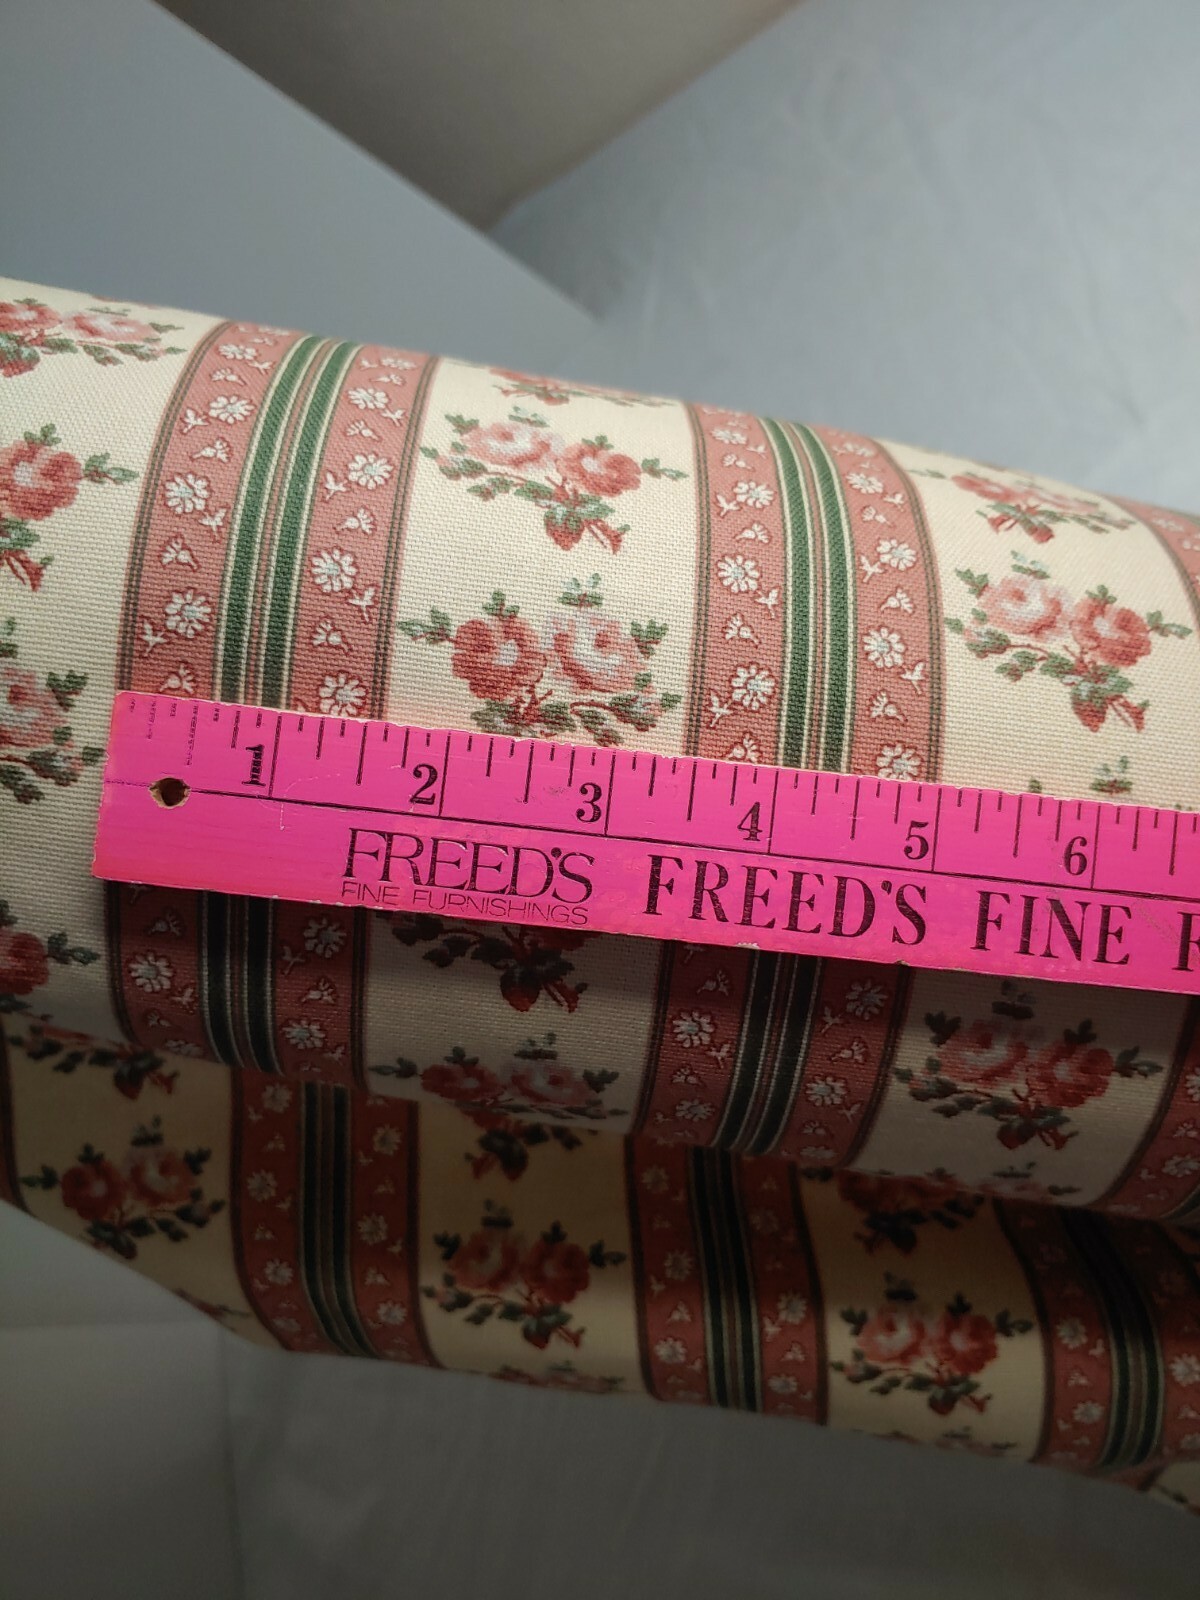 1 2 3 4 5 6
FREED'S
FINE FURNISHINGS
FREED'S FINE F